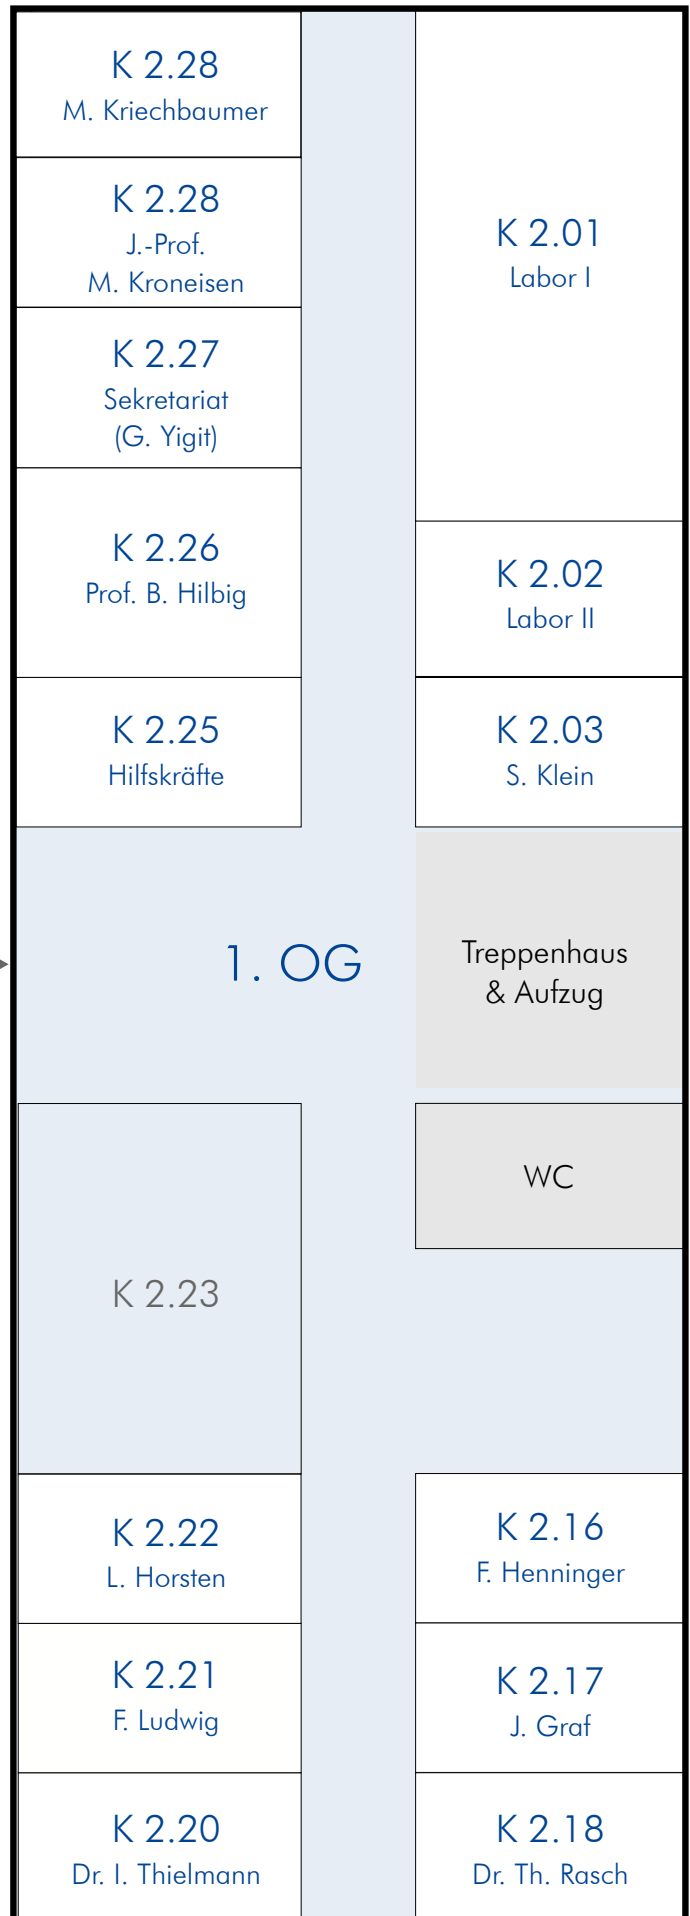 K 2.28
M. Kriechbaumer
K 2.28
J.-Prof.
M. Kroneisen
K 2.27
Sekretariat
(G. Yigit)
K 2.26
Prof. B. Hilbig
K 2.25
Hilfskräfte
K 2.01
Labor I
K 2.02
Labor II
K 2.03
S. Klein
1. OG
Treppenhaus
& Aufzug
WC
K 2.23
K 2.22
L. Horsten
K 2.21
F. Ludwig
K 2.20
Dr. I. Thielmann
K 2.16
F. Henninger
K 2.17
J. Graf
K 2.18
Dr. Th. Rasch